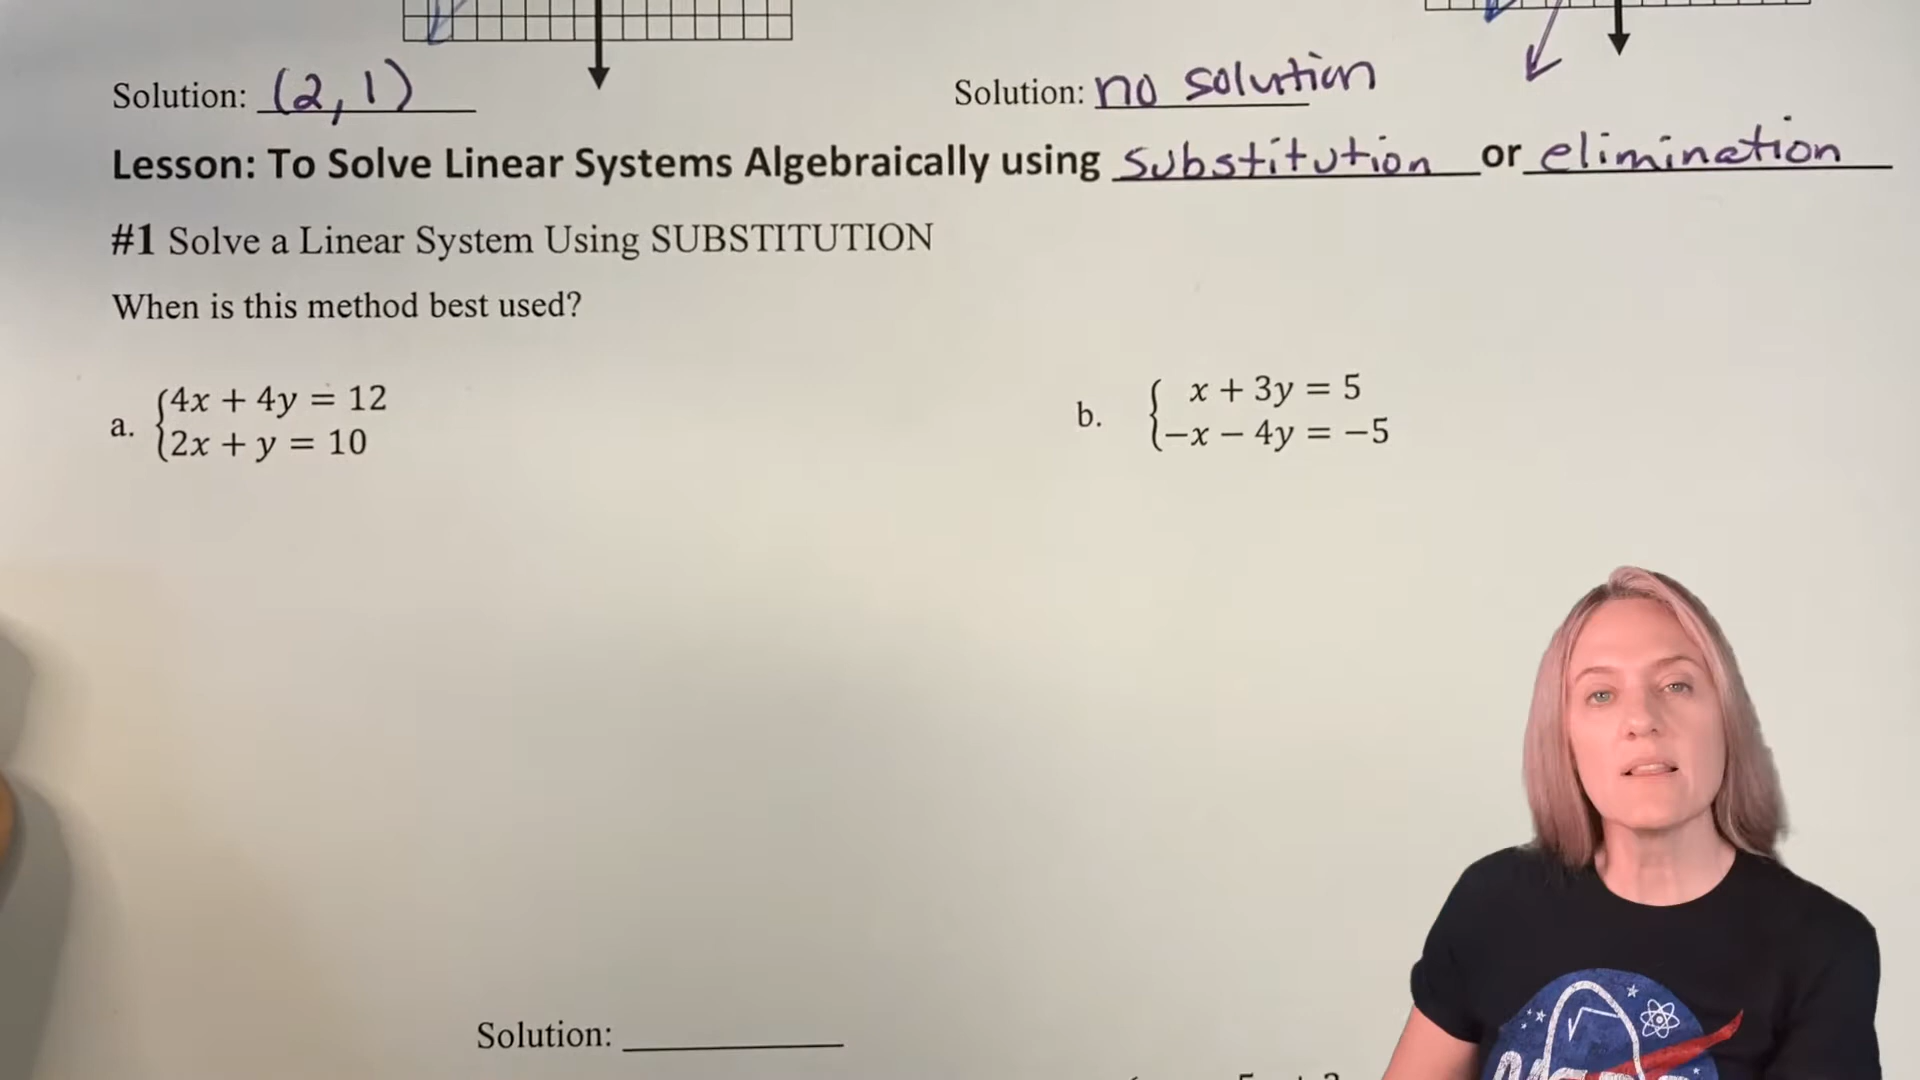 Solution: (2, 1)
Solution: no solution
Lesson: To Solve Linear Systems Algebraically using substitution or elimination
#1 Solve a Linear System Using SUBSTITUTION
When is this method best used?
a. {4x + 4y = 12
2x + y = 10
b. { x + 3y = 5
−x − 4y = −5
Solution: